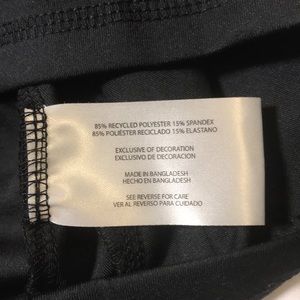 85% RECYCLED POLYESTER 15% SPANDEX
85% POLIÉSTER RECICLADO 15% ELASTANO
EXCLUSIVE OF DECORATION
EXCLUSIVO DE DECORACION
MADE IN BANGLADESH
HECHO EN BANGLADESH
SEE REVERSE FOR CARE
VER AL REVERSO PARA CUIDADO